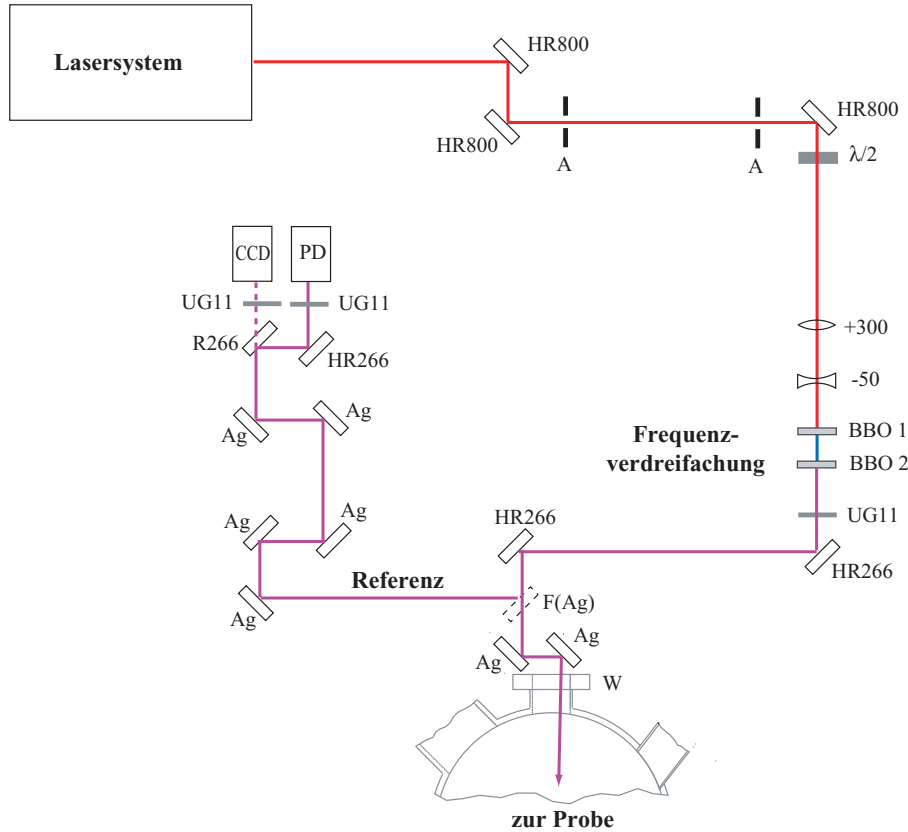 HR800
Lasersystem
HR800
HR800
A
A
λ/2
CCD
PD
UG11
UG11
+300
R266
HR266
-50
Ag
Ag
BBO 1
Frequenz-
verdreifachung
BBO 2
Ag
Ag
HR266
UG11
HR266
Referenz
F(Ag)
Ag
Ag
Ag
W
zur Probe